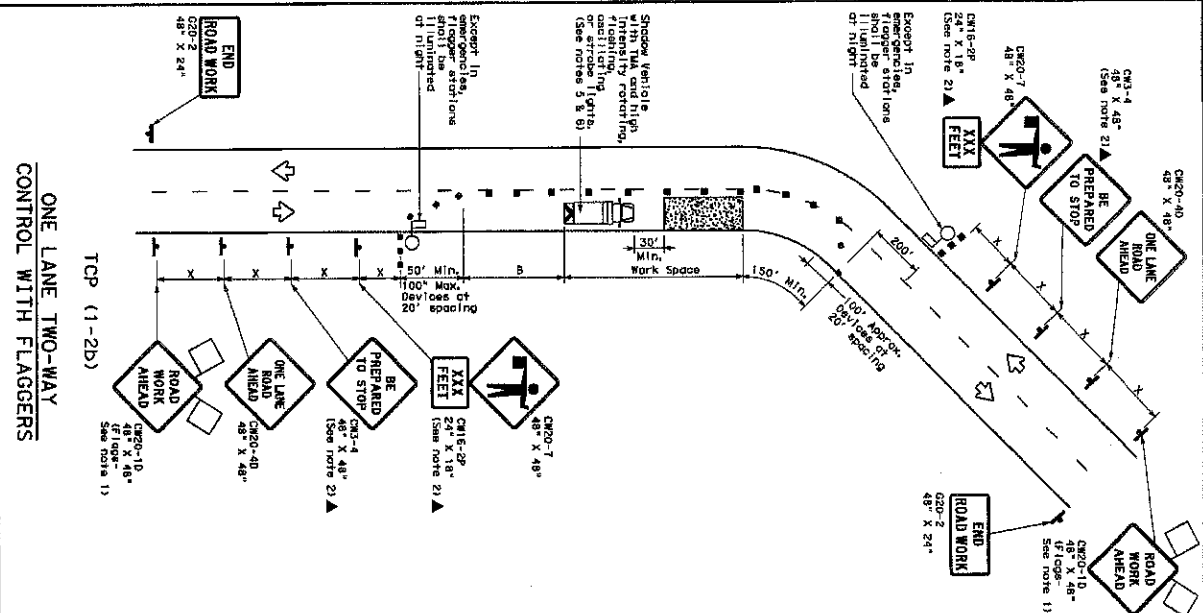 CW20-4D
48" X 48"
ONE LANE
ROAD
AHEAD
CW3-4
48" X 48"
(See note 2) ▲
BE
PREPARED
TO STOP
CW20-7
48" X 48"
CW16-2P
24" X 18"
(See note 2) ▲
XXX
FEET
Except in
emergencies,
flagger stations
shall be
illuminated
at night
ROAD
WORK
AHEAD
CW20-1D
48" X 48"
(Flags-
See note 1)
X
X
X
X
200'
END
ROAD WORK
G20-2
48" X 24"
100' Approx.
Devices at
20' spacing
150' Min.
Work Space
30'
Min.
B
Shadow Vehicle
with TMA and high
intensity rotating,
flashing,
oscillating
or strobe lights.
(See notes 5 & 6)
50' Min.
100" Max.
Devices at
20' spacing
Except in
emergencies,
flagger stations
shall be
illuminated
at night
X
X
X
X
END
ROAD WORK
G20-2
48" X 24"
CW20-7
48" X 48"
XXX
FEET
CW16-2P
24" X 18"
(See note 2) ▲
BE
PREPARED
TO STOP
CW3-4
48" X 48"
(See note 2) ▲
ONE LANE
ROAD
AHEAD
CW20-4D
48" X 48"
ROAD
WORK
AHEAD
CW20-1D
48" X 48"
(Flags-
See note 1)
TCP (1-2b)
ONE LANE TWO-WAY
CONTROL WITH FLAGGERS